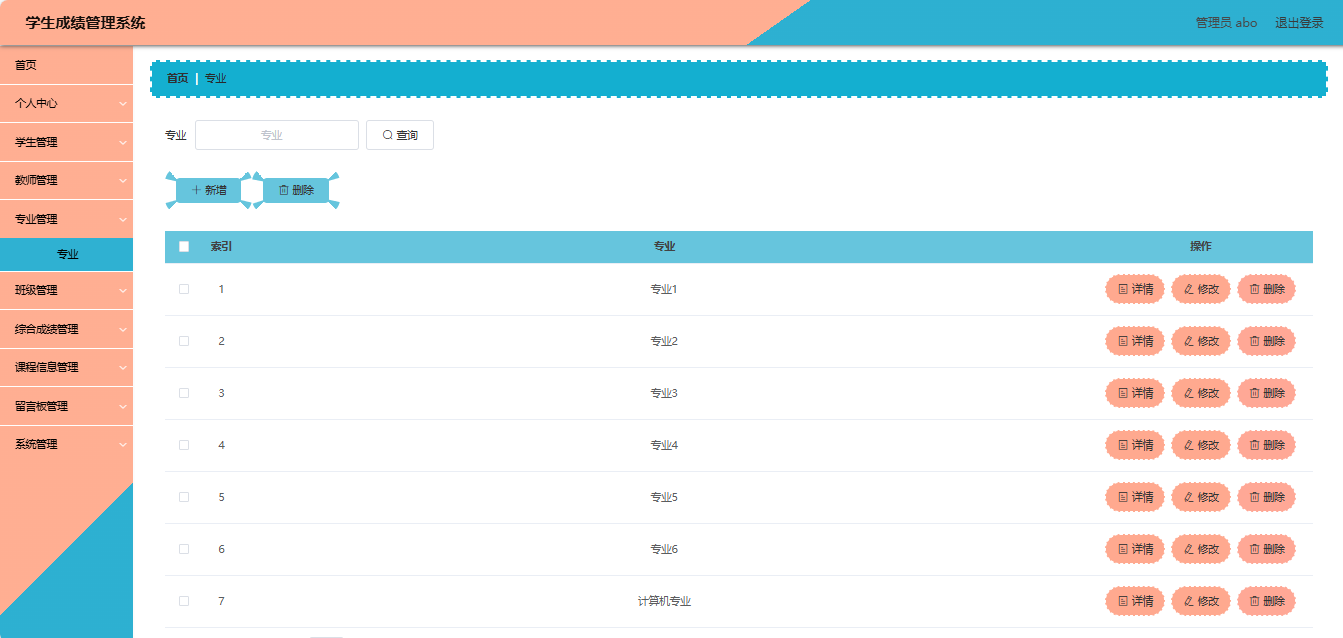 学生成绩管理系统
管理员 abo 退出登录
首页
个人中心
学生管理
教师管理
专业管理
专业
班级管理
综合成绩管理
课程信息管理
留言板管理
系统管理
首页 专业
专业 专业 查询
新增 删除
索引 专业 操作
1 专业1 详情 修改 删除
2 专业2 详情 修改 删除
3 专业3 详情 修改 删除
4 专业4 详情 修改 删除
5 专业5 详情 修改 删除
6 专业6 详情 修改 删除
7 计算机专业 详情 修改 删除